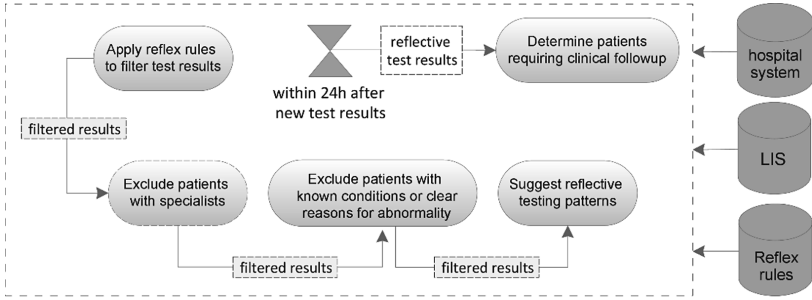 Apply reflex rules
to filter test results
reflective
test results
Determine patients
requiring clinical followup
hospital
system
within 24h after
new test results
filtered results
LIS
Exclude patients
with specialists
Exclude patients with
known conditions or clear
reasons for abnormality
Suggest reflective
testing patterns
filtered results
filtered results
Reflex
rules